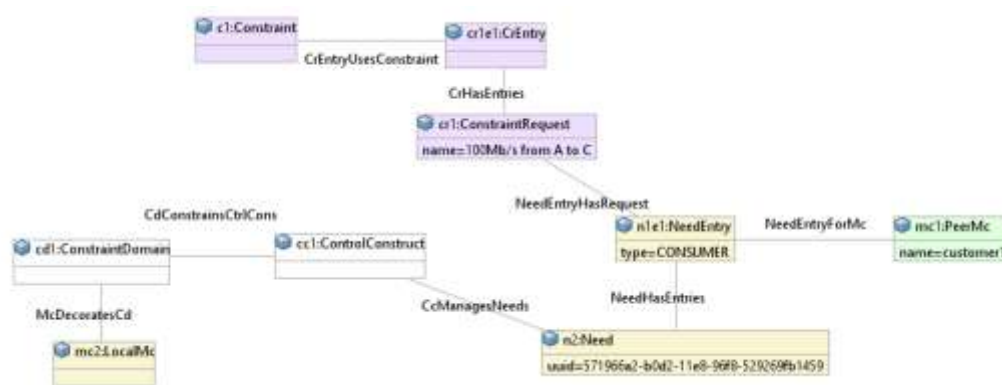 c1:Constraint
cr1e1:CrEntry
CrEntryUsesConstraint
CrHasEntries
cr1:ConstraintRequest
name=100Mb/s from A to C
NeedEntryHasRequest
CdConstrainsCtrlCons
n1e1:NeedEntry
NeedEntryForMc
mc1:PeerMc
cd1:ConstraintDomain
cc1:ControlConstruct
type=CONSUMER
name=customer1
NeedHasEntries
McDecoratesCd
CcManagesNeeds
mc2:LocalMc
n2:Need
uuid=571966a2-b0d2-11e8-96f8-529269fb1459